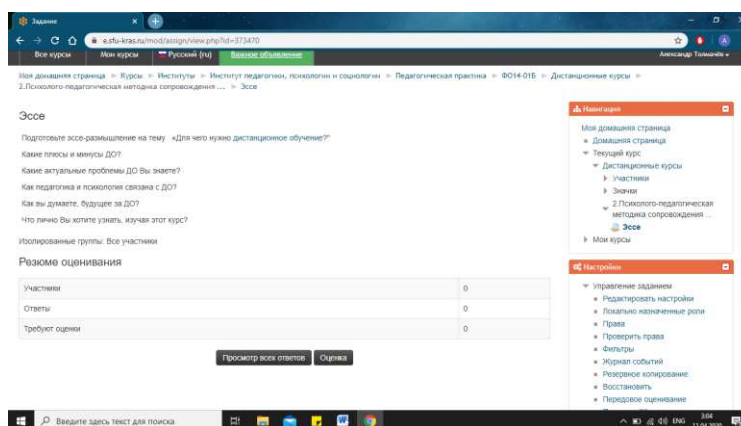 Задание
e.sfu-kras.ru/mod/assign/view.php?id=373470
Все курсы Мои курсы Русский (ru) Важное объявление Александр Толмачёв
Моя домашняя страница Курсы Институты Институт педагогики, психологии и социологии Педагогическая практика ФО14-01Б Дистанционные курсы
2.Психолого-педагогическая методика сопровождения ... Эссе
Эссе
Подготовьте эссе-размышление на тему «Для чего нужно дистанционное обучение?"
Какие плюсы и минусы ДО?
Какие актуальные проблемы ДО Вы знаете?
Как педагогика и психология связана с ДО?
Как вы думаете, будущее за ДО?
Что лично Вы хотите узнать, изучая этот курс?
Изолированные группы: Все участники
Резюме оценивания
Участники 0
Ответы 0
Требуют оценки 0
Просмотр всех ответов Оценка
Навигация
Моя домашняя страница
Домашняя страница
Текущий курс
Дистанционные курсы
Участники
Значки
2.Психолого-педагогическая
методика сопровождения ...
Эссе
Мои курсы
Настройки
Управление заданием
Редактировать настройки
Локально назначенные роли
Права
Проверить права
Фильтры
Журнал событий
Резервное копирование
Восстановить
Передовое оценивание
Введите здесь текст для поиска
ENG
3:04
11.04.2020